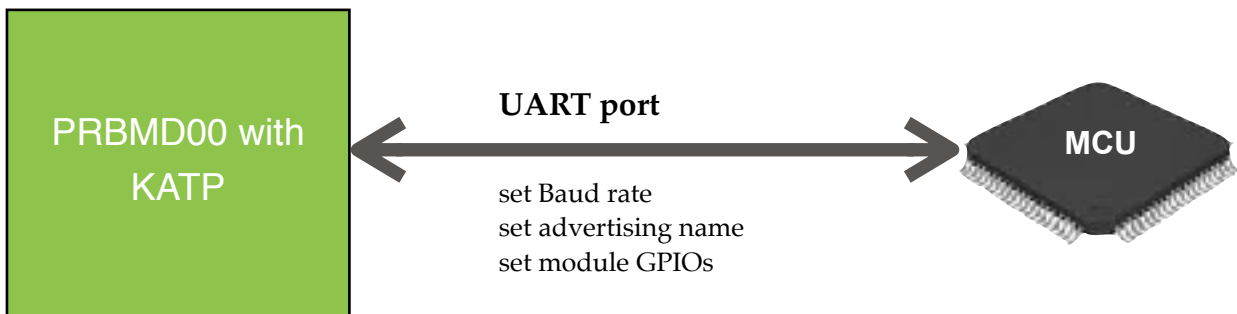 PRBMD00 with
KATP
UART port
set Baud rate
set advertising name
set module GPIOs
MCU